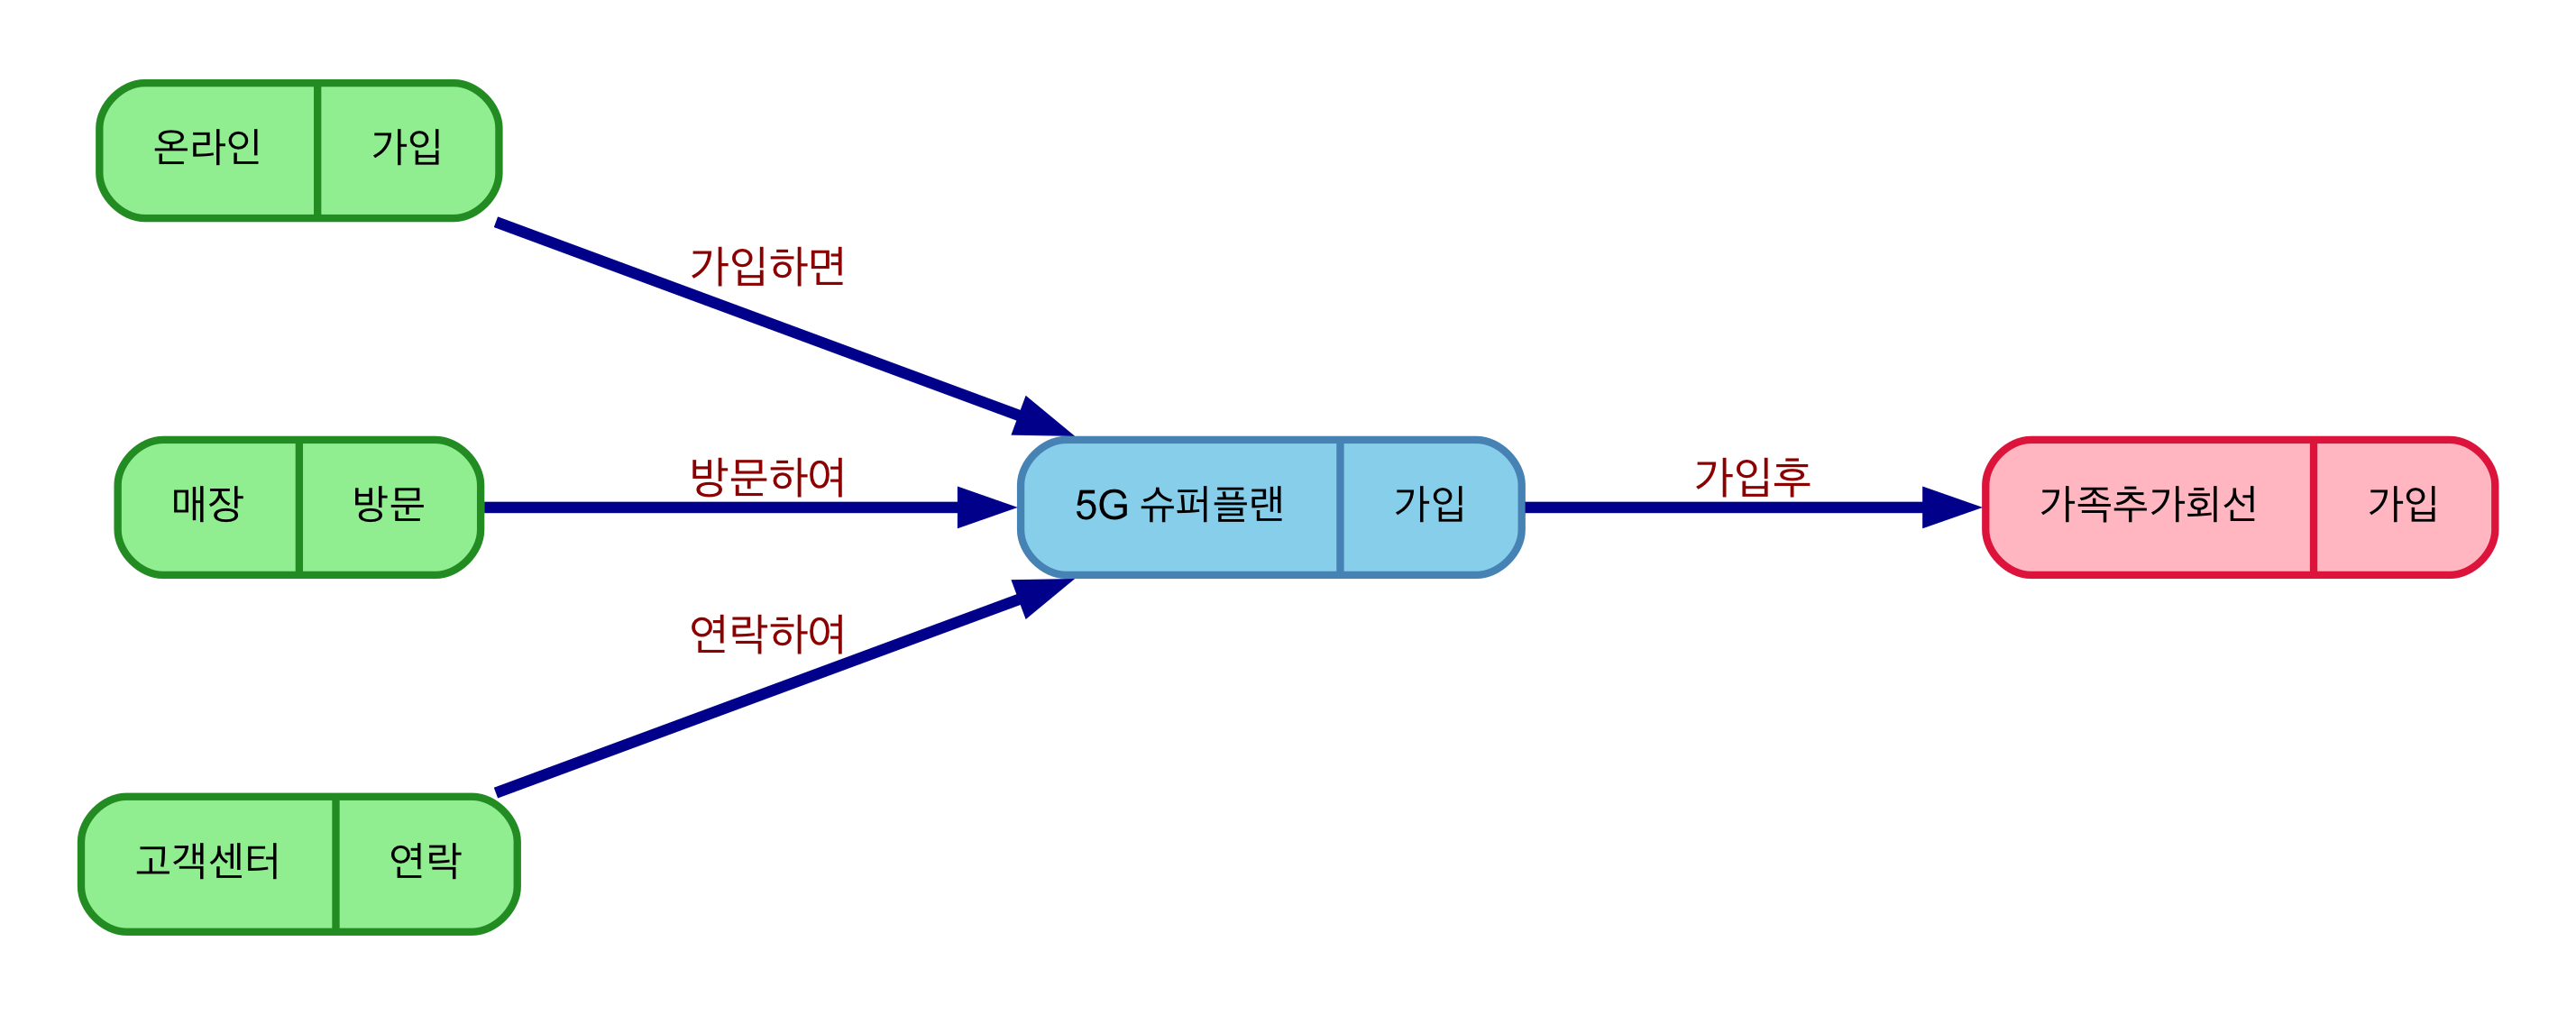 온라인 가입
가입하면
매장 방문
방문하여
5G 슈퍼플랜 가입
가입후
가족추가회선 가입
연락하여
고객센터 연락